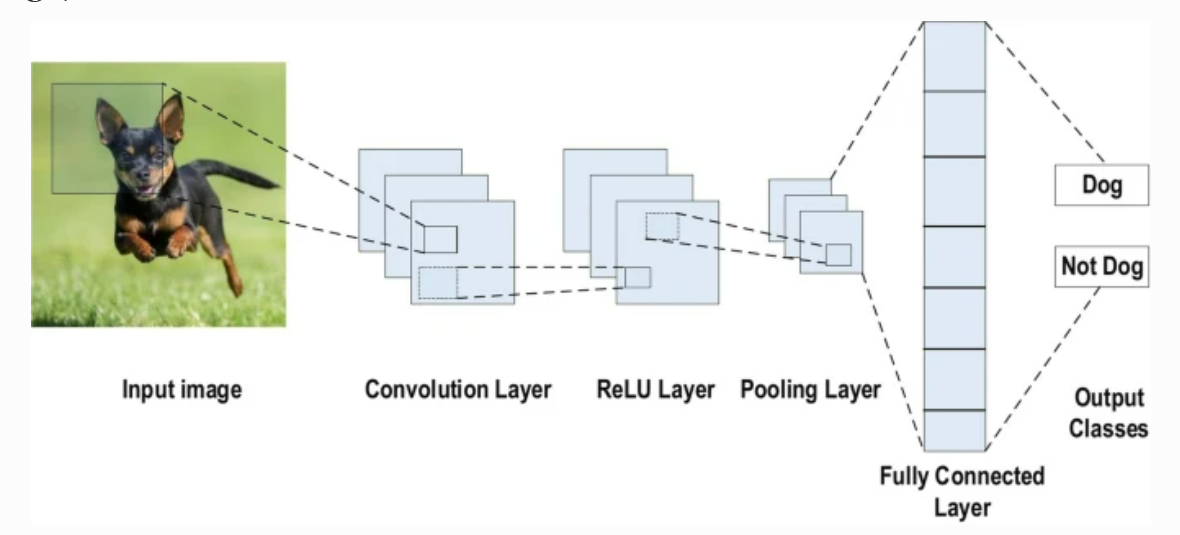 Input image
Convolution Layer
ReLU Layer
Pooling Layer
Fully Connected
Layer
Dog
Not Dog
Output
Classes